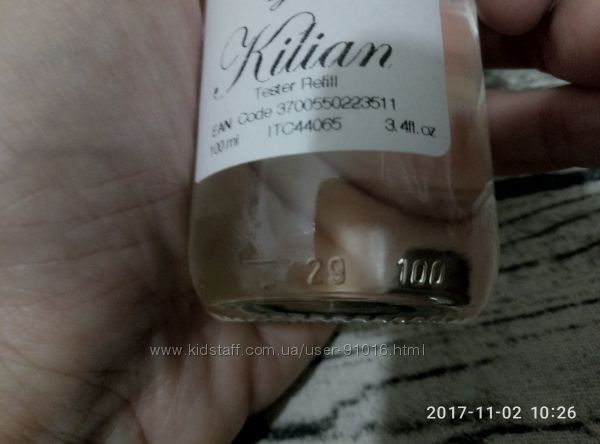 Kilian
Tester Refill
EAN Code 3700550223511
100ml ITC44065 3.4fl.oz
29 100
www.kidstaff.com.ua/user-91016.html
2017-11-02 10:26